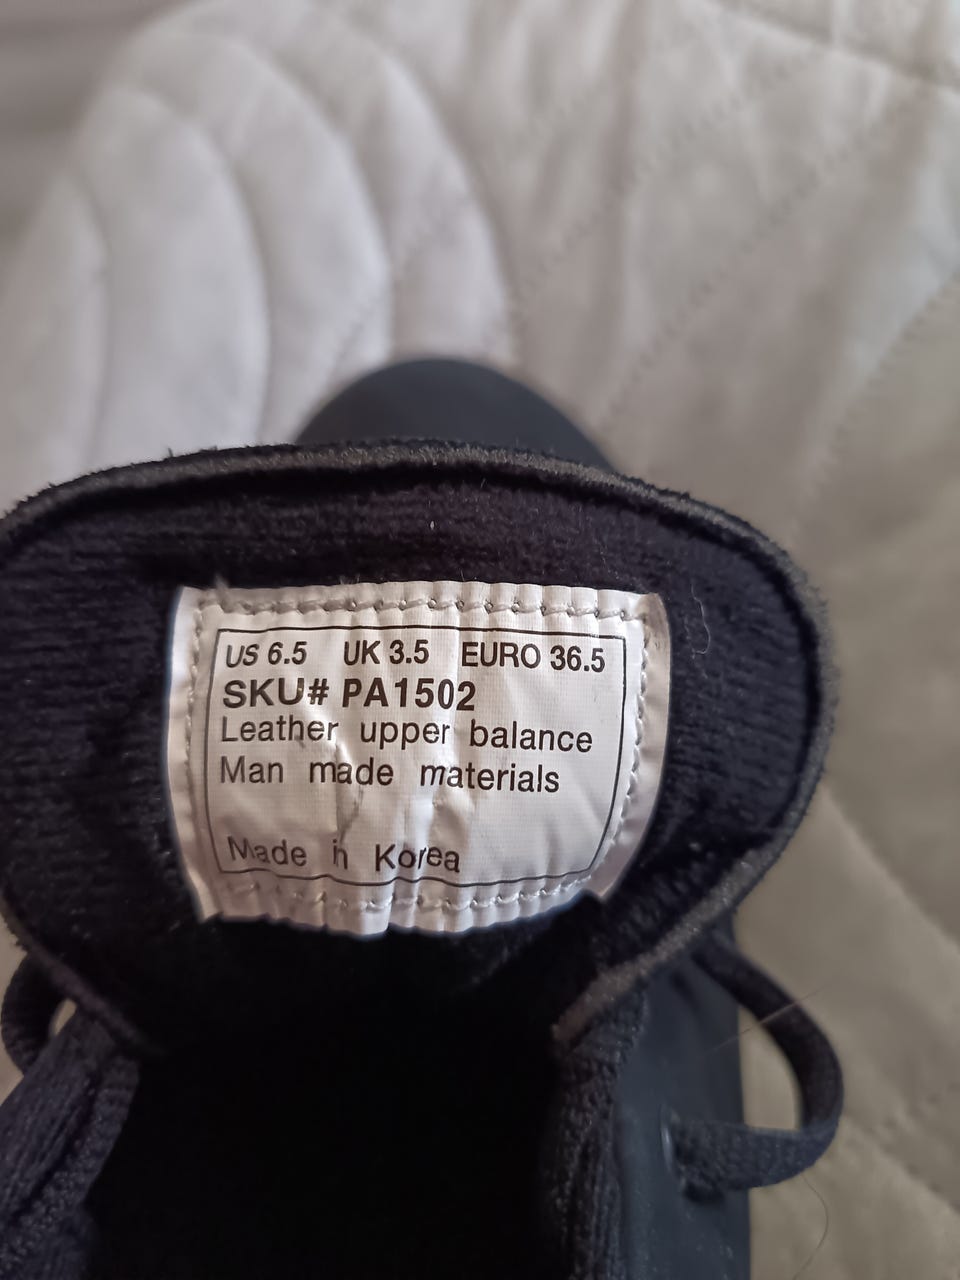 US 6.5 UK 3.5 EURO 36.5
SKU# PA1502
Leather upper balance
Man made materials
Made in Korea